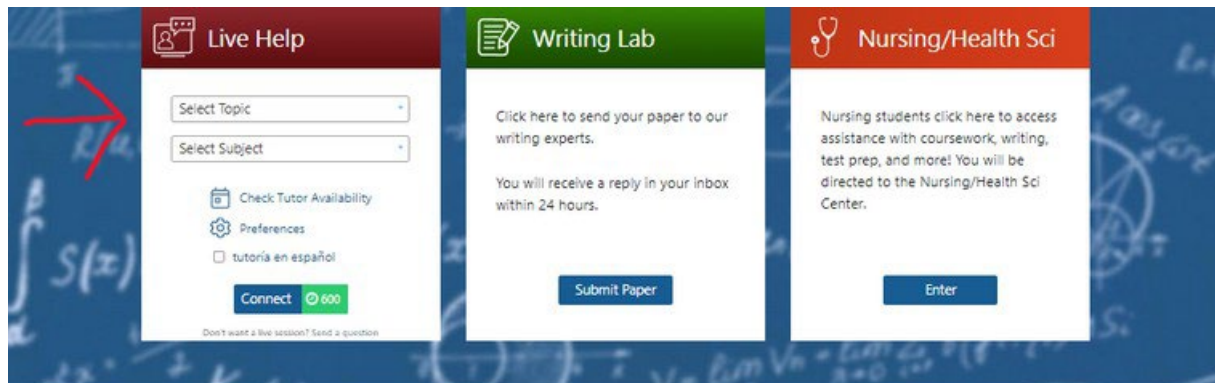 Live Help
Select Topic
Select Subject
Check Tutor Availability
Preferences
tutoría en español
Connect 600
Don't want a live session? Send a question
Writing Lab
Click here to send your paper to our
writing experts.
You will receive a reply in your inbox
within 24 hours.
Submit Paper
Nursing/Health Sci
Nursing students click here to access
assistance with coursework, writing,
test prep, and more! You will be
directed to the Nursing/Health Sci
Center.
Enter
S(x)